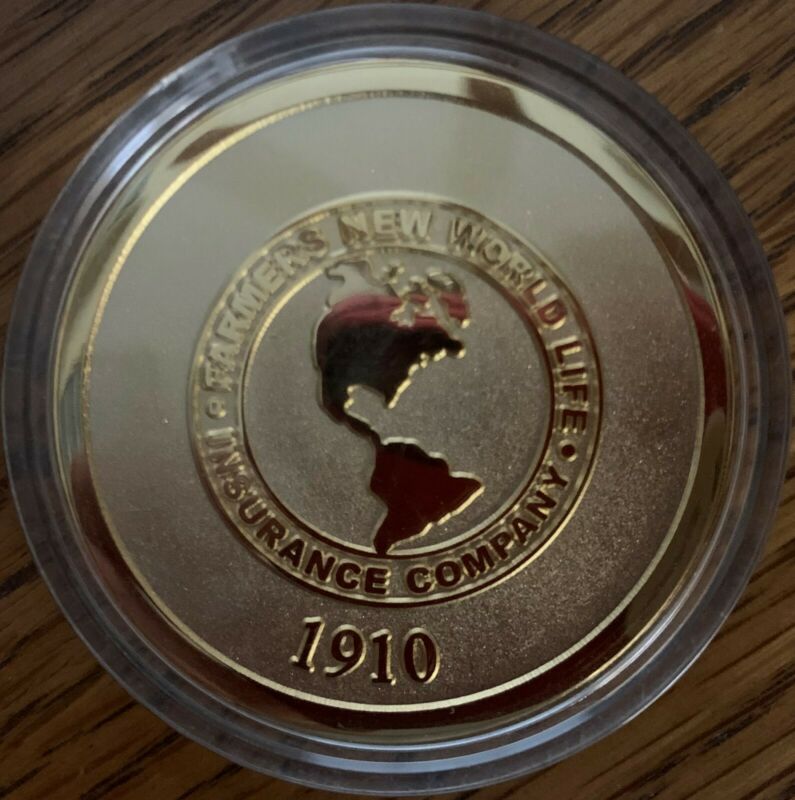 FARMERS NEW WORLD LIFE
• INSURANCE COMPANY •
1910